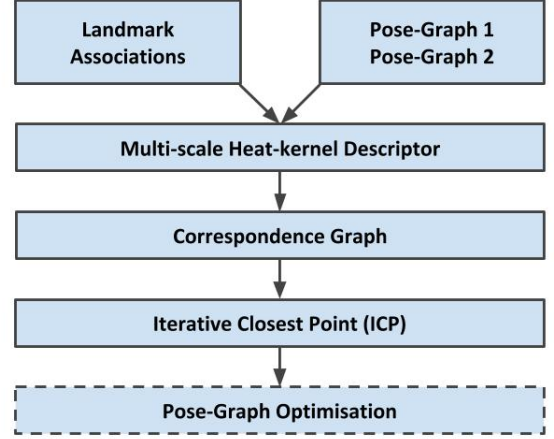 Landmark
Associations
Pose-Graph 1
Pose-Graph 2
Multi-scale Heat-kernel Descriptor
Correspondence Graph
Iterative Closest Point (ICP)
Pose-Graph Optimisation